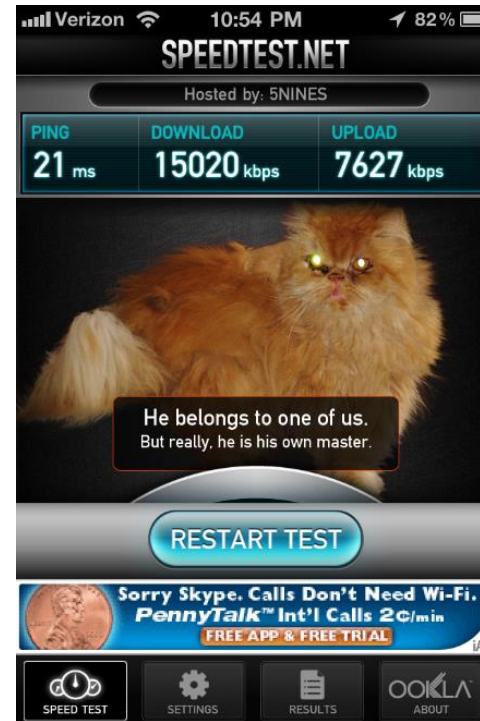 Verizon 10:54 PM 82%
SPEEDTEST.NET
Hosted by: 5NINES
PING DOWNLOAD UPLOAD
21 ms 15020 kbps 7627 kbps
He belongs to one of us.
But really, he is his own master.
RESTART TEST
Sorry Skype. Calls Don't Need Wi-Fi.
PennyTalk™ Int'l Calls 2¢/min
FREE APP & FREE TRIAL
SPEED TEST SETTINGS RESULTS OOKLA ABOUT